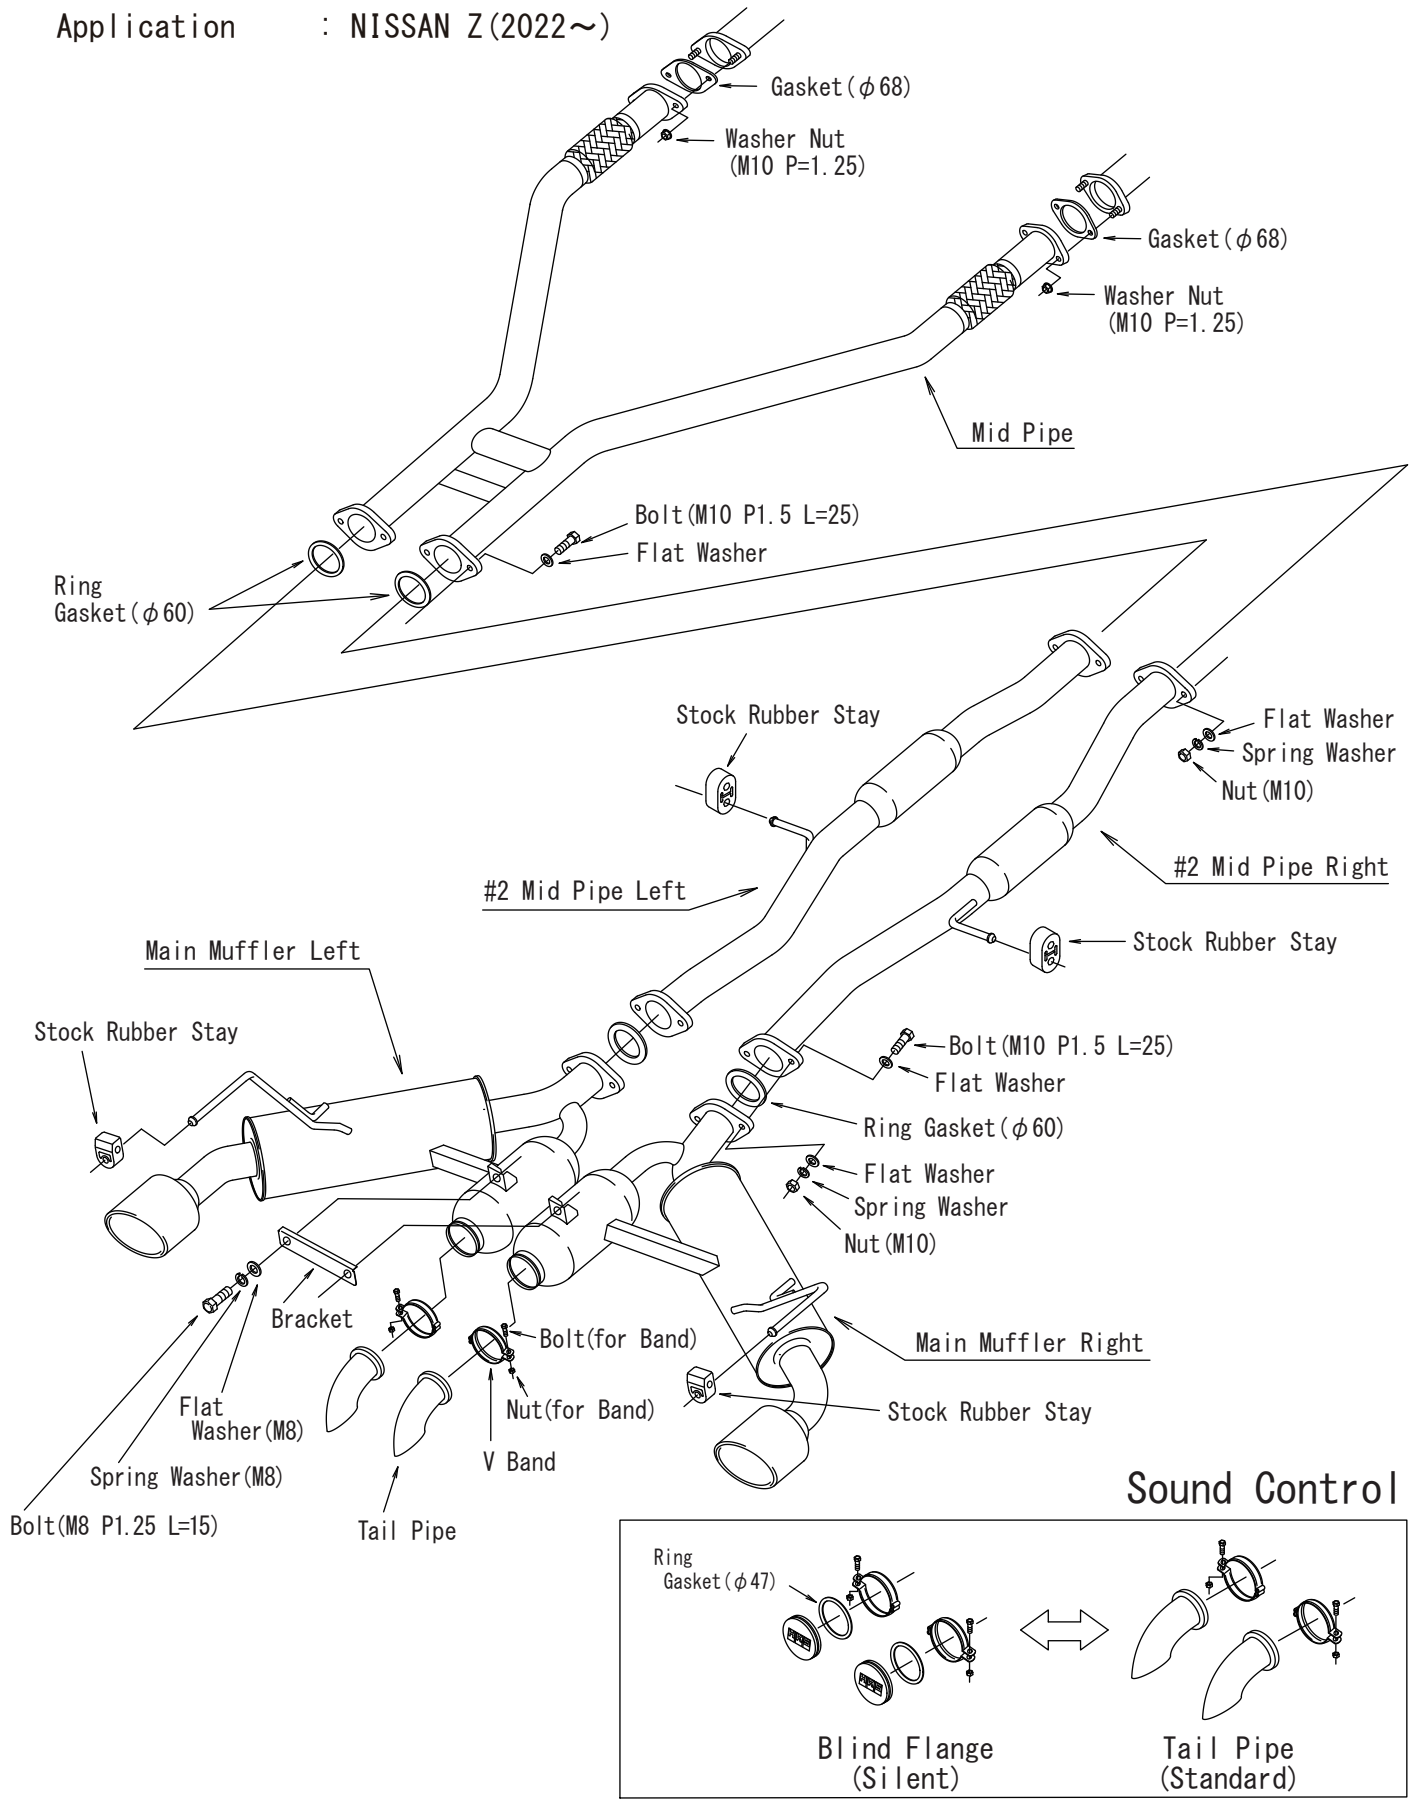 Application : NISSAN Z(2022～)
Gasket(φ68)
Washer Nut
(M10 P=1.25)
Gasket(φ68)
Washer Nut
(M10 P=1.25)
Mid Pipe
Bolt(M10 P1.5 L=25)
Flat Washer
Ring
Gasket(φ60)
Stock Rubber Stay
Flat Washer
Spring Washer
Nut(M10)
#2 Mid Pipe Right
#2 Mid Pipe Left
Main Muffler Left
Stock Rubber Stay
Stock Rubber Stay
Bolt(M10 P1.5 L=25)
Flat Washer
Ring Gasket(φ60)
Flat Washer
Spring Washer
Nut(M10)
Bracket
Bolt(for Band)
Main Muffler Right
Flat
Washer(M8)
Nut(for Band)
Stock Rubber Stay
V Band
Spring Washer(M8)
Bolt(M8 P1.25 L=15)
Tail Pipe
Sound Control
Ring
Gasket(φ47)
Blind Flange
(Silent)
Tail Pipe
(Standard)